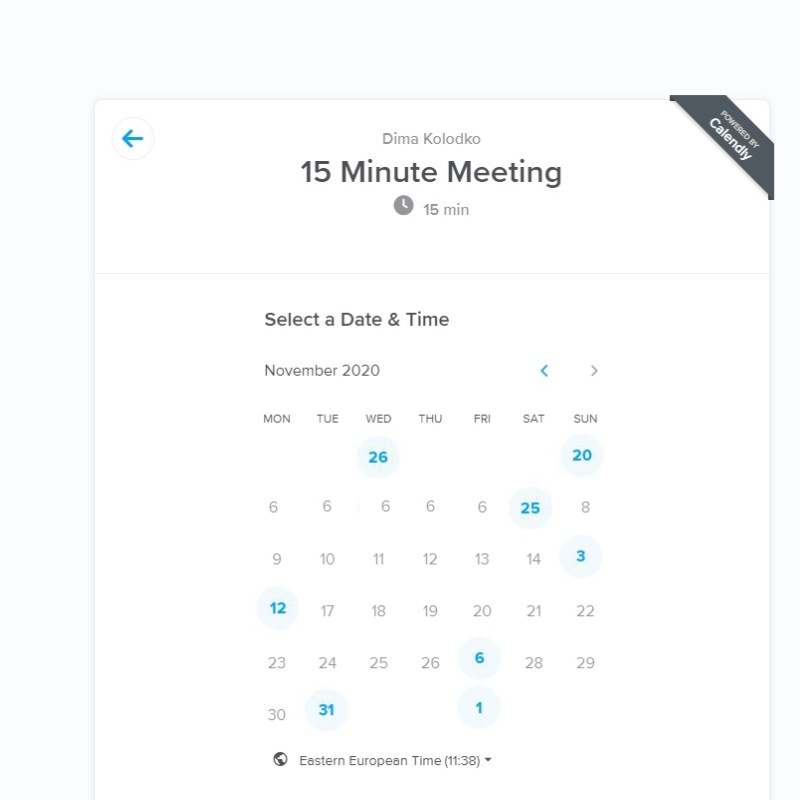 POWERED BY
Calendly
Dima Kolodko
15 Minute Meeting
15 min
Select a Date & Time
November 2020
MON TUE WED THU FRI SAT SUN
26 20
6 6 6 6 6 25 8
9 10 11 12 13 14 3
12 17 18 19 20 21 22
23 24 25 26 6 28 29
30 31 1
Eastern European Time (11:38)